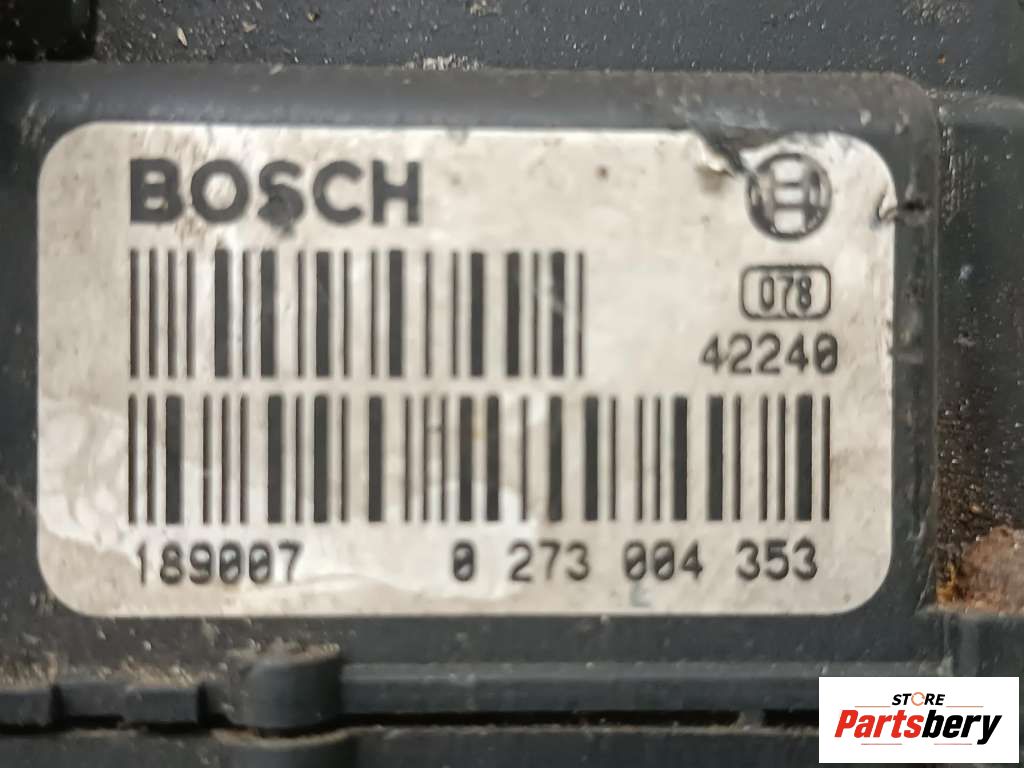 BOSCH
078
42240
189007 0 273 004 353
STORE
Partsbery